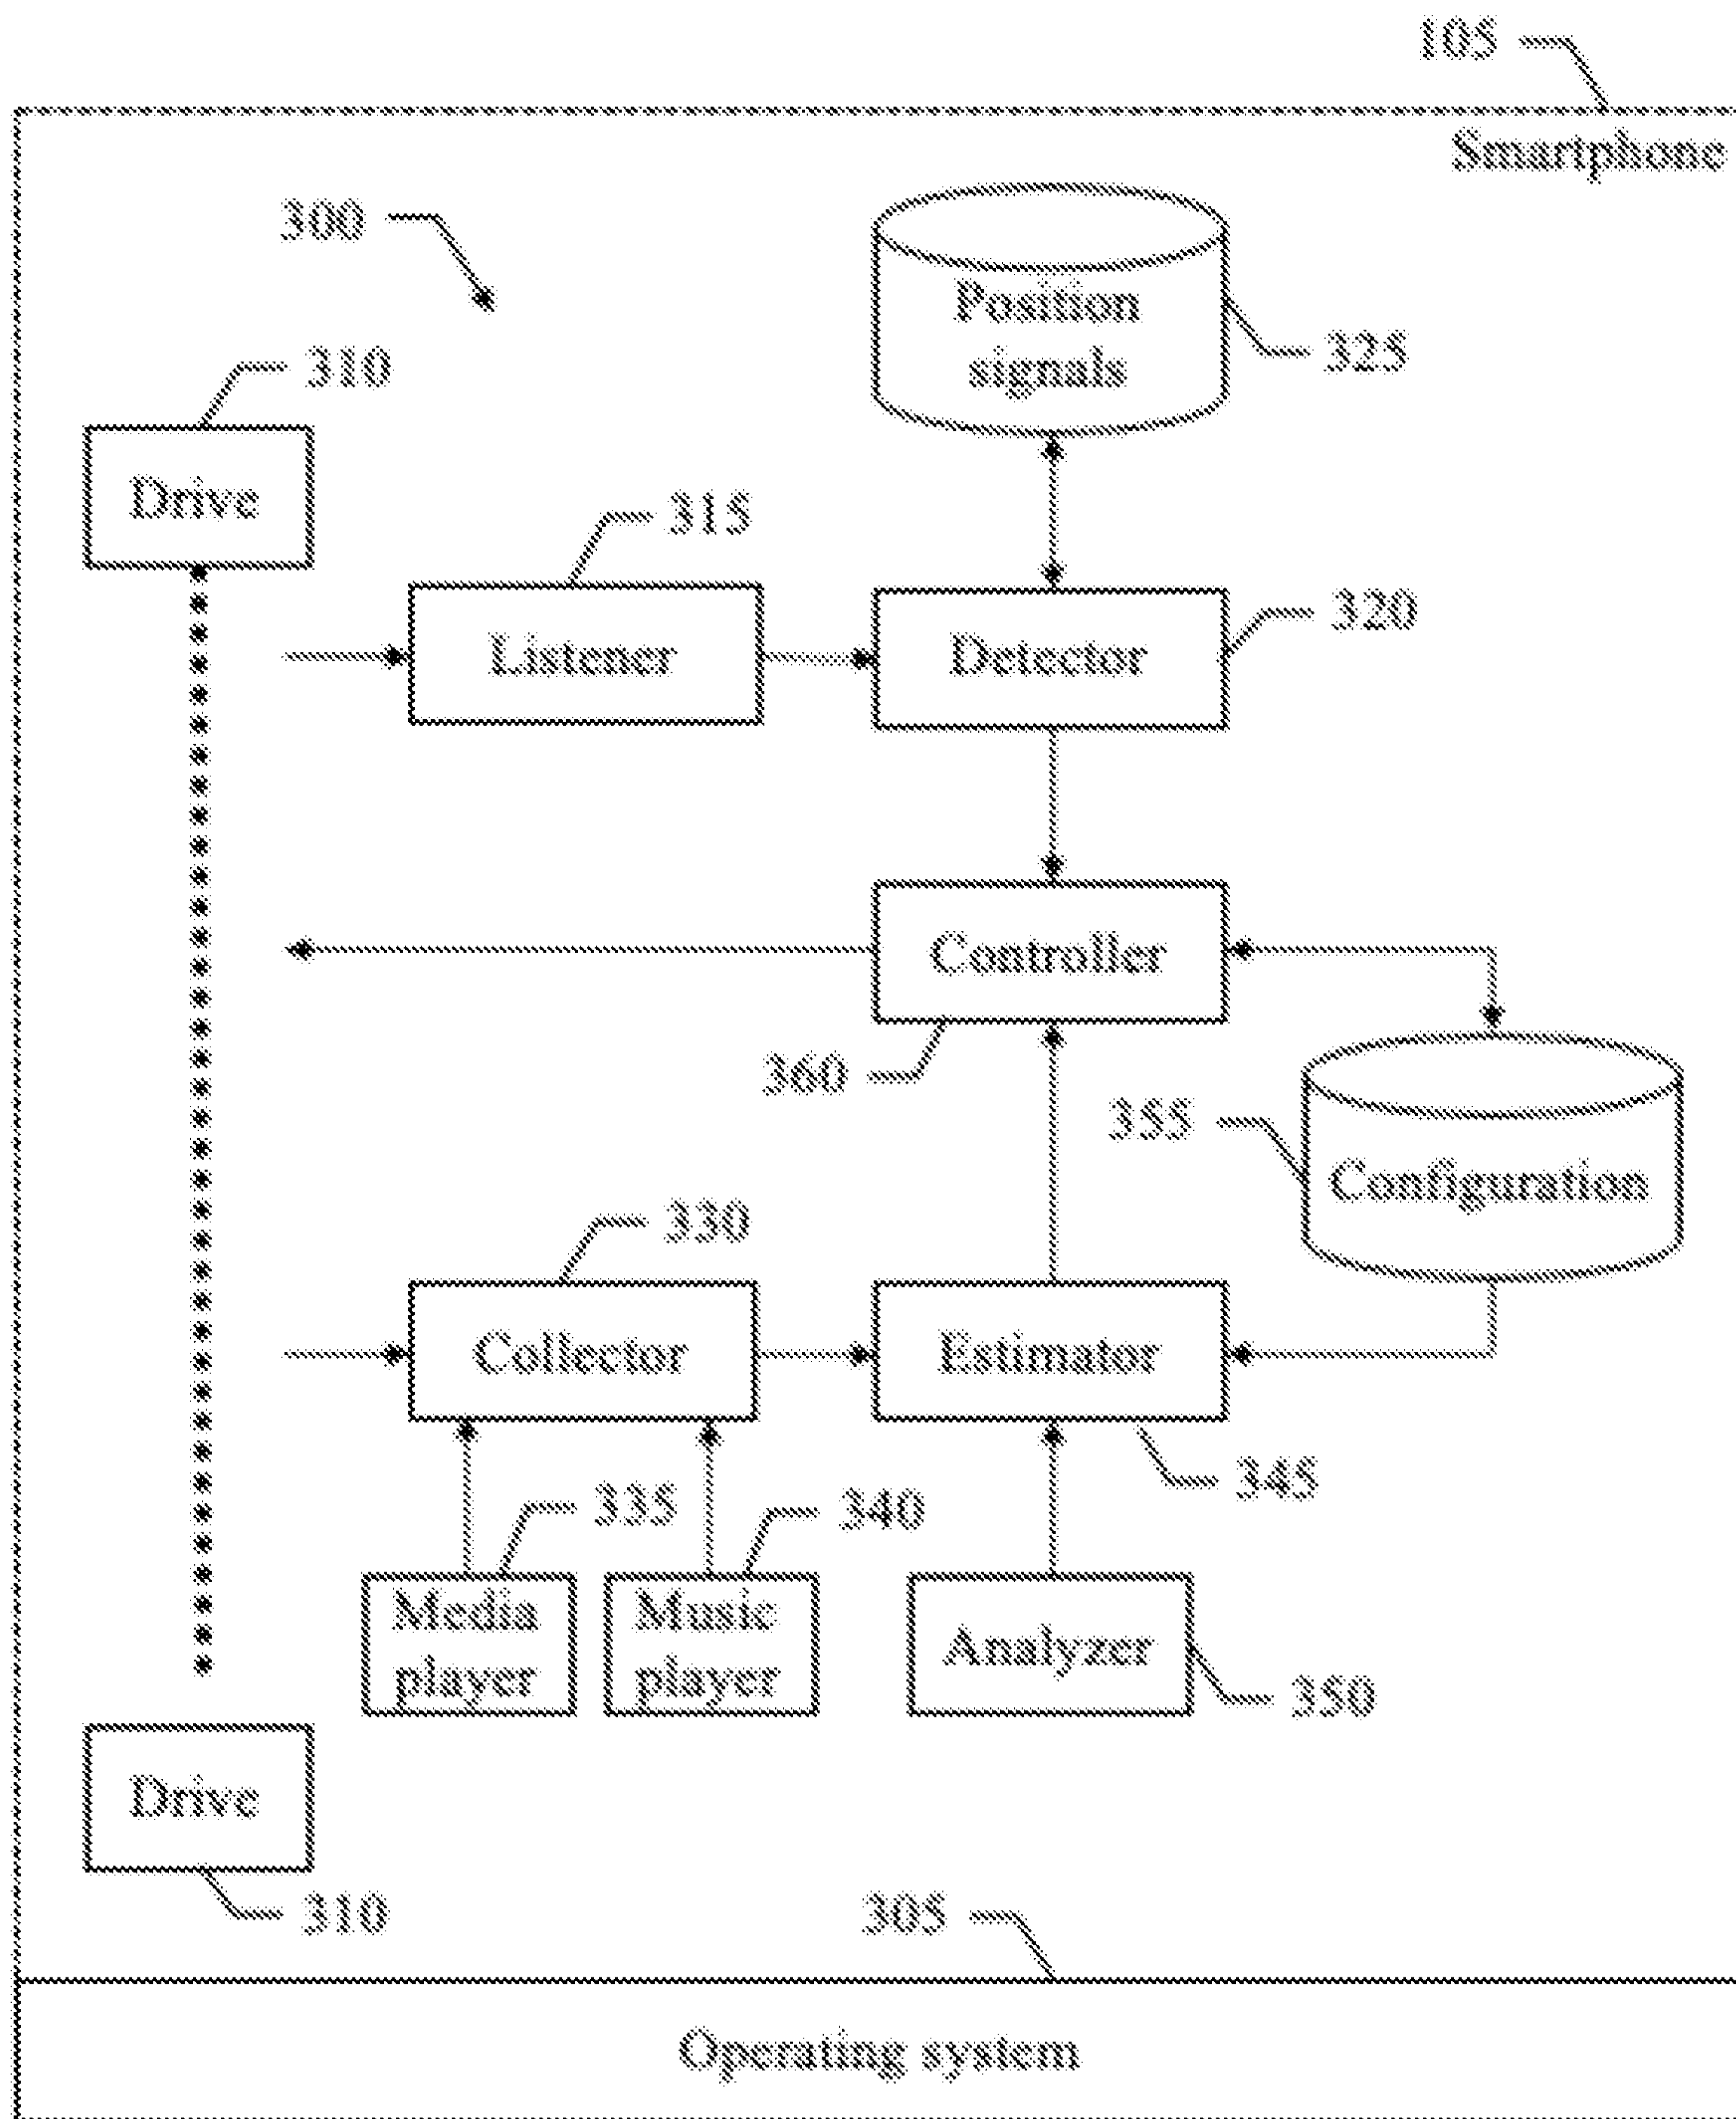 105
Smartphone
300
Position
signals
325
310
Drive
315
Listener
Detector
320
Controller
360
355
Configuration
330
Collector
Estimator
345
335
340
Media
player
Music
player
Analyzer
350
Drive
310
305
Operating system